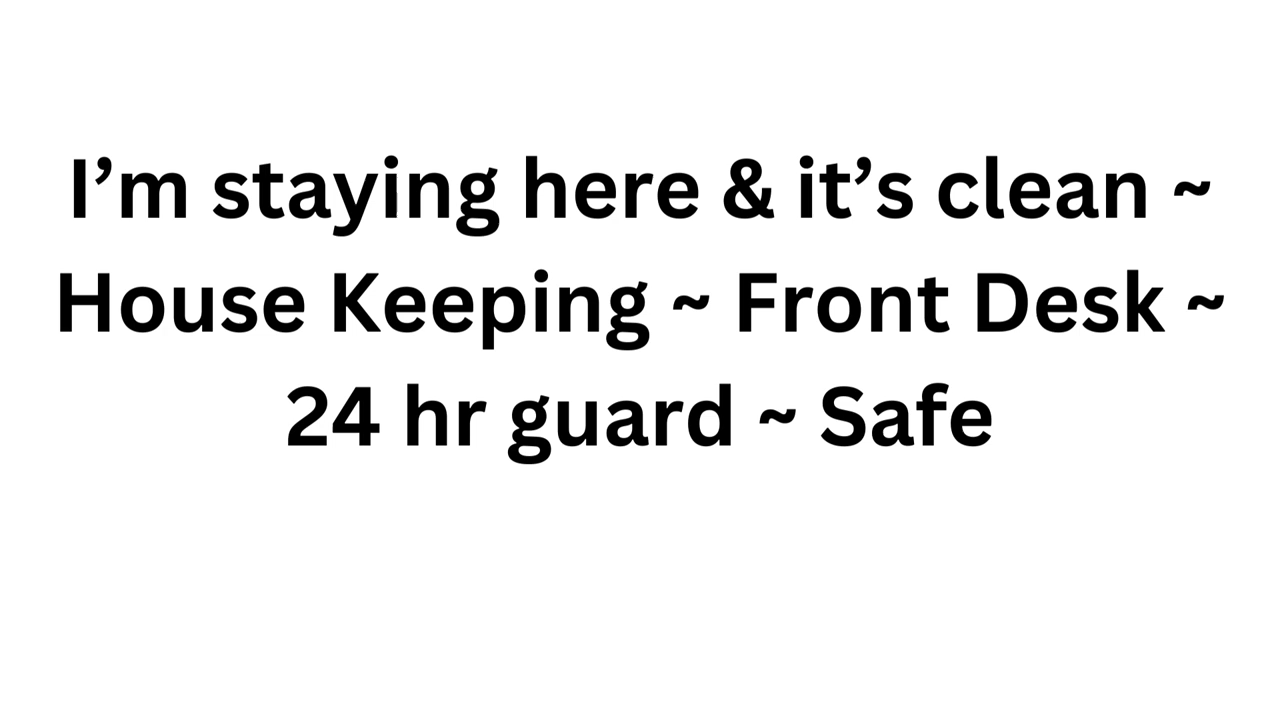 I’m staying here & it’s clean ~
House Keeping ~ Front Desk ~
24 hr guard ~ Safe